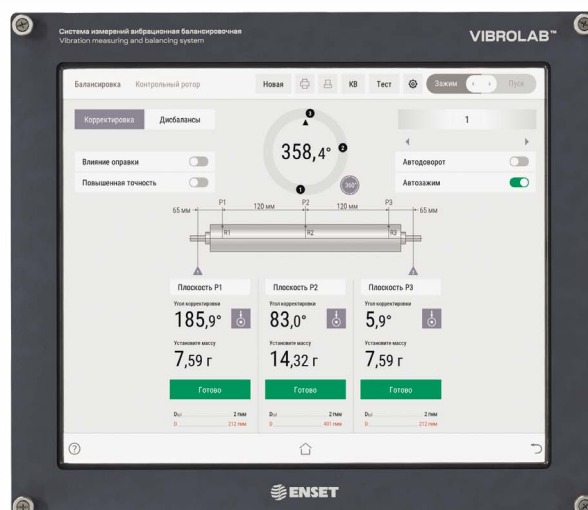 Система измерений вибрационная балансировочная
Vibration measuring and balancing system
VIBROLAB™
Балансировка Контрольный ротор Новая КВ Тест Зажим Пуск
Корректировка Дисбалансы
3
358,4°
2
1
360°
1
Влияние оправки
Повышенная точность
Автодоворот
Автозажим
65 мм P1 120 мм P2 120 мм P3 65 мм
R1 R2 R3
Плоскость P1 Плоскость P2 Плоскость P3
Угол корректировки Угол корректировки Угол корректировки
185,9° 83,0° 5,9°
Установите массу Установите массу Установите массу
7,59 г 14,32 г 7,59 г
Готово Готово Готово
2 гмм 2 гмм 2 гмм
D 212 гмм D 401 гмм D 212 гмм
?
ENSET